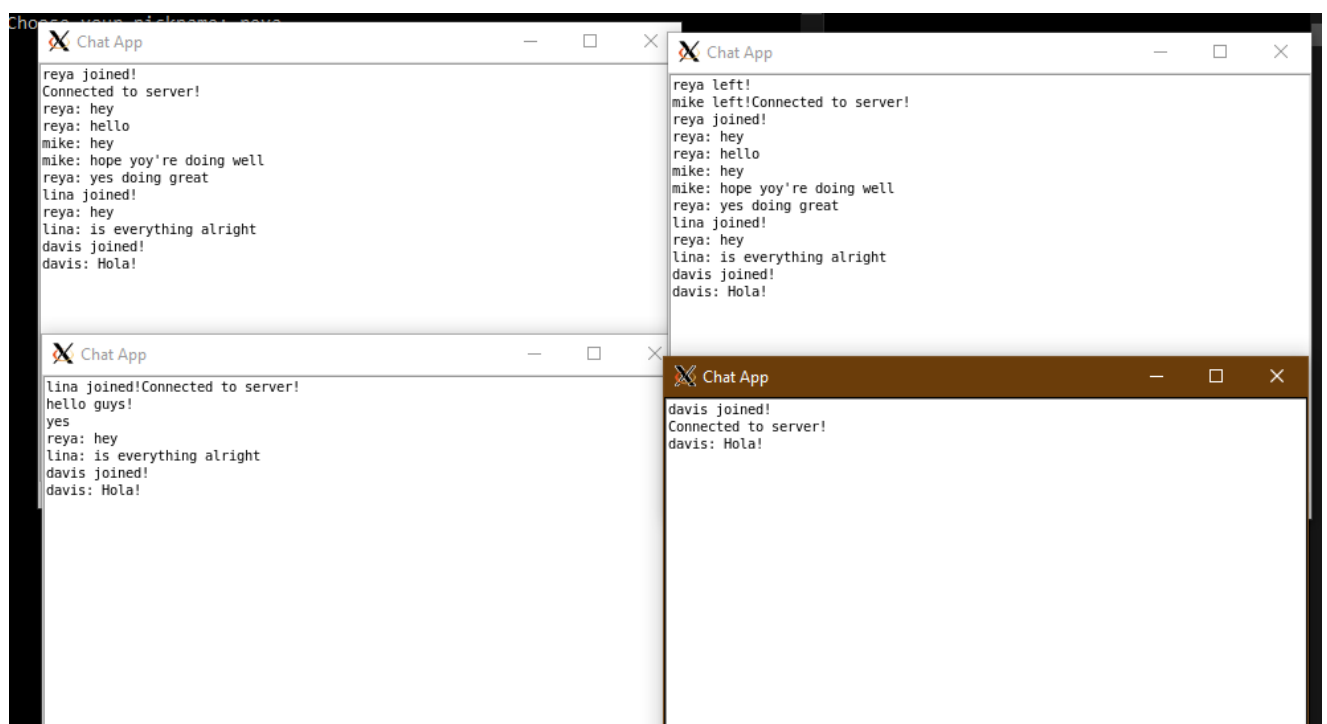 Choose your nickname: reya
Chat App
reya joined!
Connected to server!
reya: hey
reya: hello
mike: hey
mike: hope yoy're doing well
reya: yes doing great
lina joined!
reya: hey
lina: is everything alright
davis joined!
davis: Hola!
Chat App
reya left!
mike left!Connected to server!
reya joined!
reya: hey
reya: hello
mike: hey
mike: hope yoy're doing well
reya: yes doing great
lina joined!
reya: hey
lina: is everything alright
davis joined!
davis: Hola!
Chat App
lina joined!Connected to server!
hello guys!
yes
reya: hey
lina: is everything alright
davis joined!
davis: Hola!
Chat App
davis joined!
Connected to server!
davis: Hola!